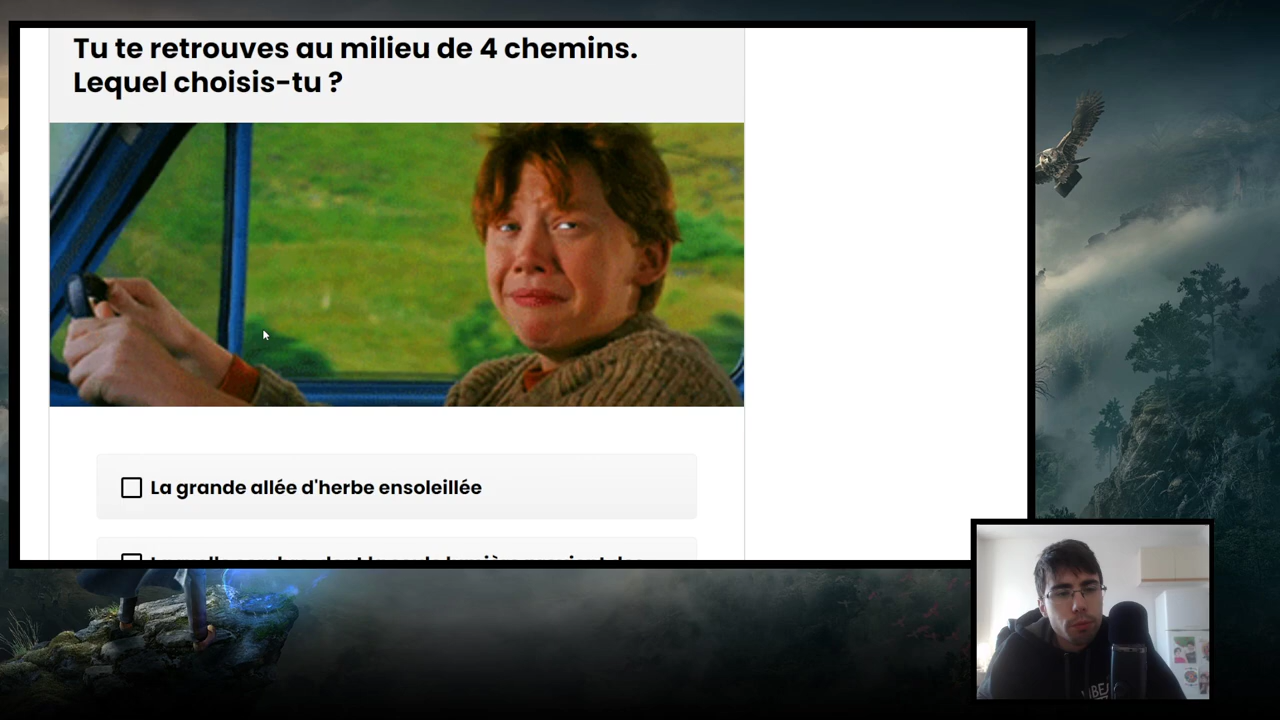 Tu te retrouves au milieu de 4 chemins.
Lequel choisis-tu ?
La grande allée d'herbe ensoleillée